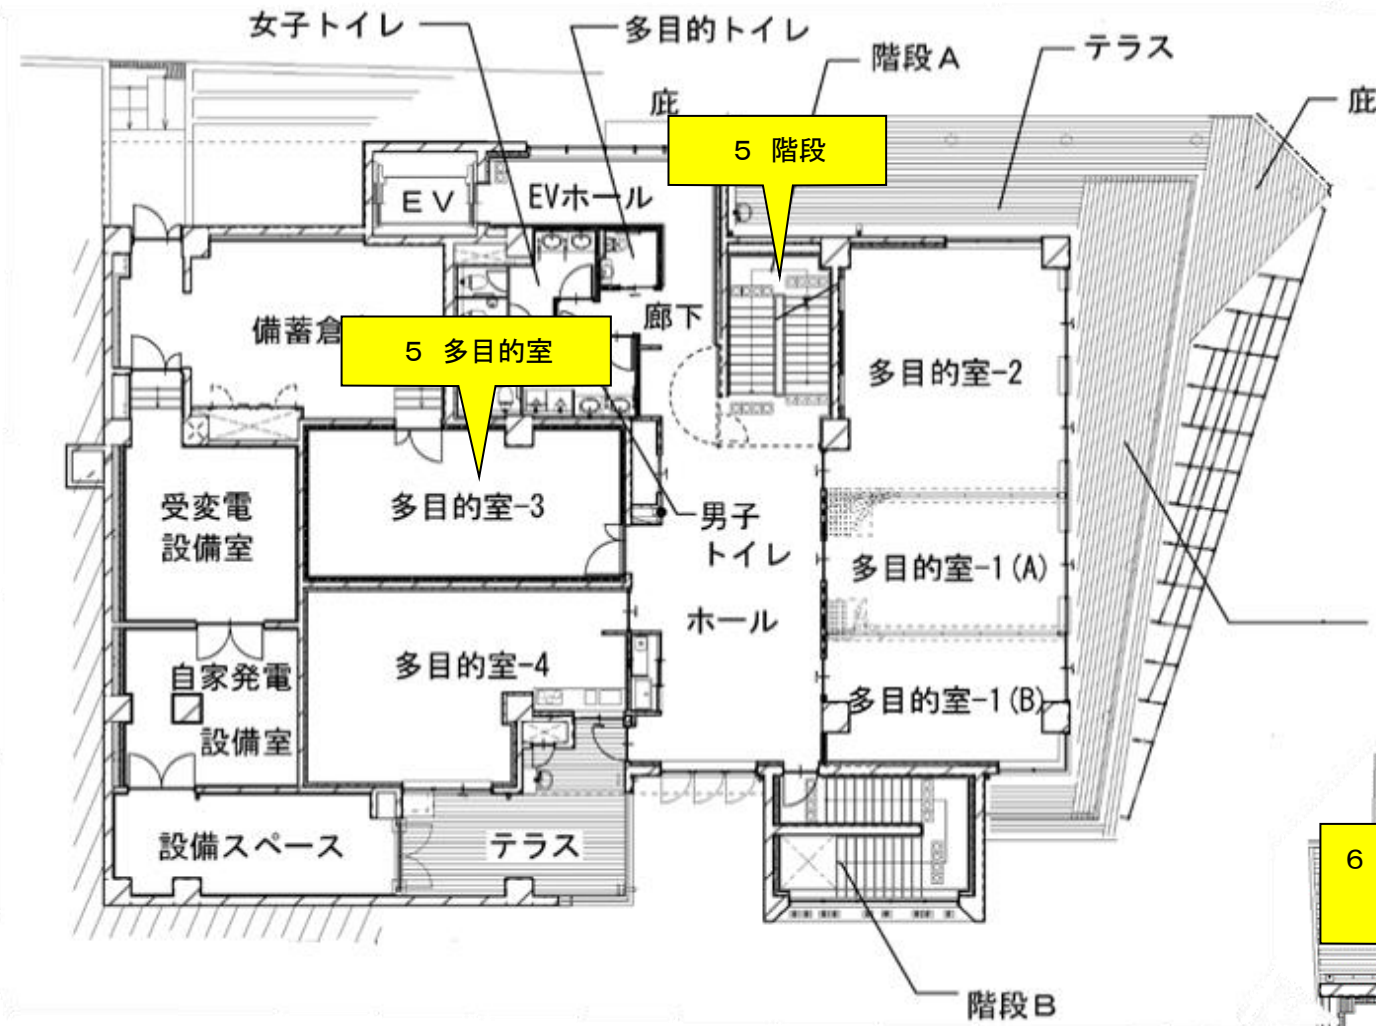 女子トイレ
多目的トイレ
階段A
テラス
庇
庇
5 階段
EV
EVホール
廊下
備蓄倉
5 多目的室
多目的室-2
受変電
設備室
多目的室-3
男子
トイレ
多目的室-1(A)
ホール
自家発電
設備室
多目的室-4
多目的室-1(B)
設備スペース
テラス
6
階段B